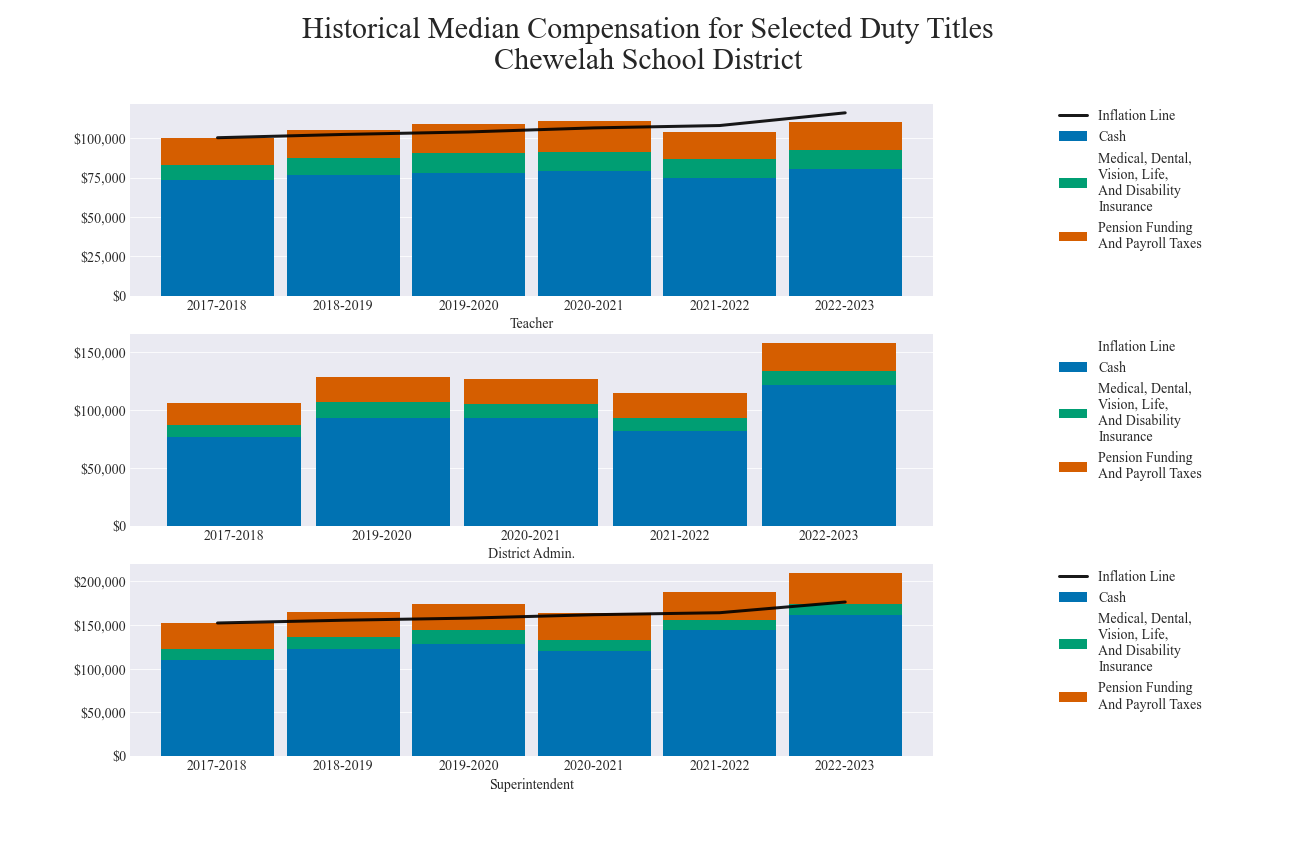 Historical Median Compensation for Selected Duty Titles
Chewelah School District
$100,000
$75,000
$50,000
$25,000
$0
2017-2018 2018-2019 2019-2020 2020-2021 2021-2022 2022-2023
Teacher
Inflation Line
Cash
Medical, Dental,
Vision, Life,
And Disability
Insurance
Pension Funding
And Payroll Taxes
$150,000
$100,000
$50,000
$0
2017-2018 2019-2020 2020-2021 2021-2022 2022-2023
District Admin.
Inflation Line
Cash
Medical, Dental,
Vision, Life,
And Disability
Insurance
Pension Funding
And Payroll Taxes
$200,000
$150,000
$100,000
$50,000
$0
2017-2018 2018-2019 2019-2020 2020-2021 2021-2022 2022-2023
Superintendent
Inflation Line
Cash
Medical, Dental,
Vision, Life,
And Disability
Insurance
Pension Funding
And Payroll Taxes